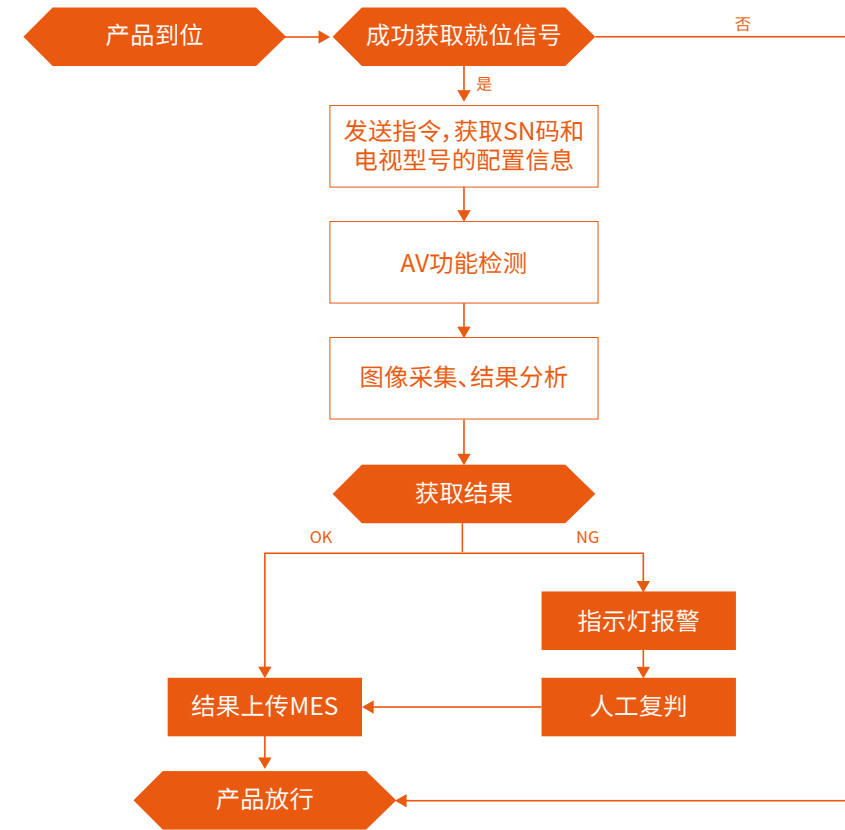 产品到位
成功获取就位信号
否
是
发送指令,获取SN码和
电视型号的配置信息
AV功能检测
图像采集、结果分析
获取结果
OK
NG
指示灯报警
结果上传MES
人工复判
产品放行